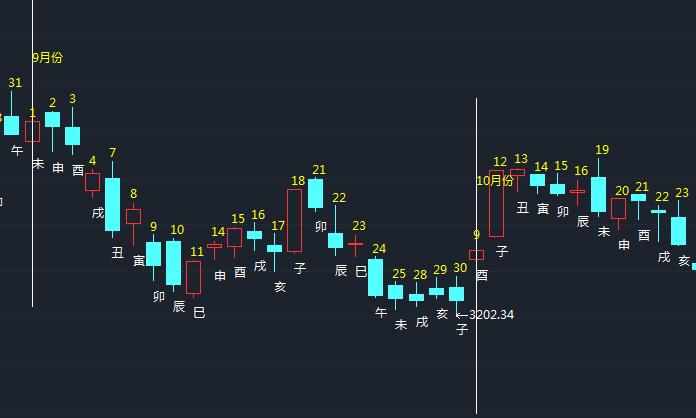 9月份
31
1
2
3
午
未
申
酉
4
7
戌
8
丑
9
10
寅
11
14
15
16
17
18
21
22
23
卯
辰
巳
申
酉
戌
亥
子
卯
辰
巳
24
25
28
29
30
午
未
戌
亥
子
←3202.34
10月份
9
酉
12
子
13
14
15
16
丑
寅
卯
辰
19
未
20
申
21
酉
22
戌
23
亥